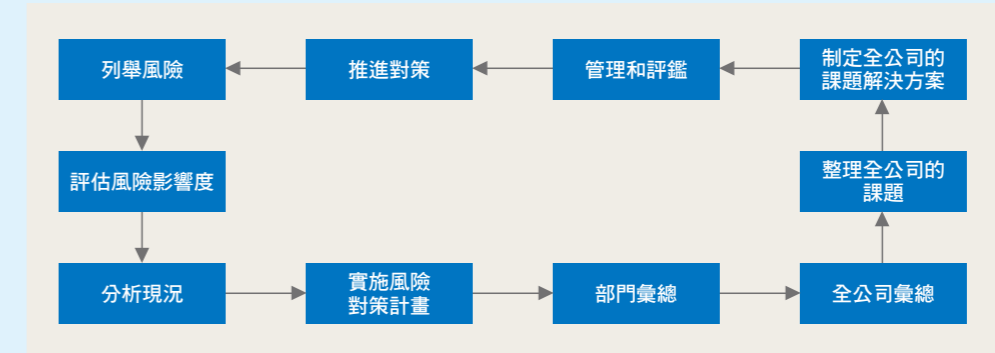 列舉風險
推進對策
管理和評鑑
制定全公司的
課題解決方案
評估風險影響度
整理全公司的
課題
分析現況
實施風險
對策計畫
部門彙總
全公司彙總